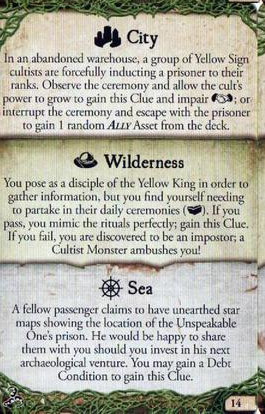 City
In an abandoned warehouse, a group of Yellow Sign
cultists are forcefully inducting a prisoner to their
ranks. Observe the ceremony and allow the cult's
power to grow to gain this Clue and impair ; or
interrupt the ceremony and escape with the prisoner
to gain 1 random ALLY Asset from the deck.
Wilderness
You pose as a disciple of the Yellow King in order to
gather information, but you find yourself needing
to partake in their daily ceremonies ( ). If you
pass, you mimic the rituals perfectly; gain this Clue.
If you fail, you are discovered to be an impostor; a
Cultist Monster ambushes you!
Sea
A fellow passenger claims to have unearthed star
maps showing the location of the Unspeakable
One's prison. He would be happy to share
them with you should you invest in his next
archaeological venture. You may gain a Debt
Condition to gain this Clue.
14